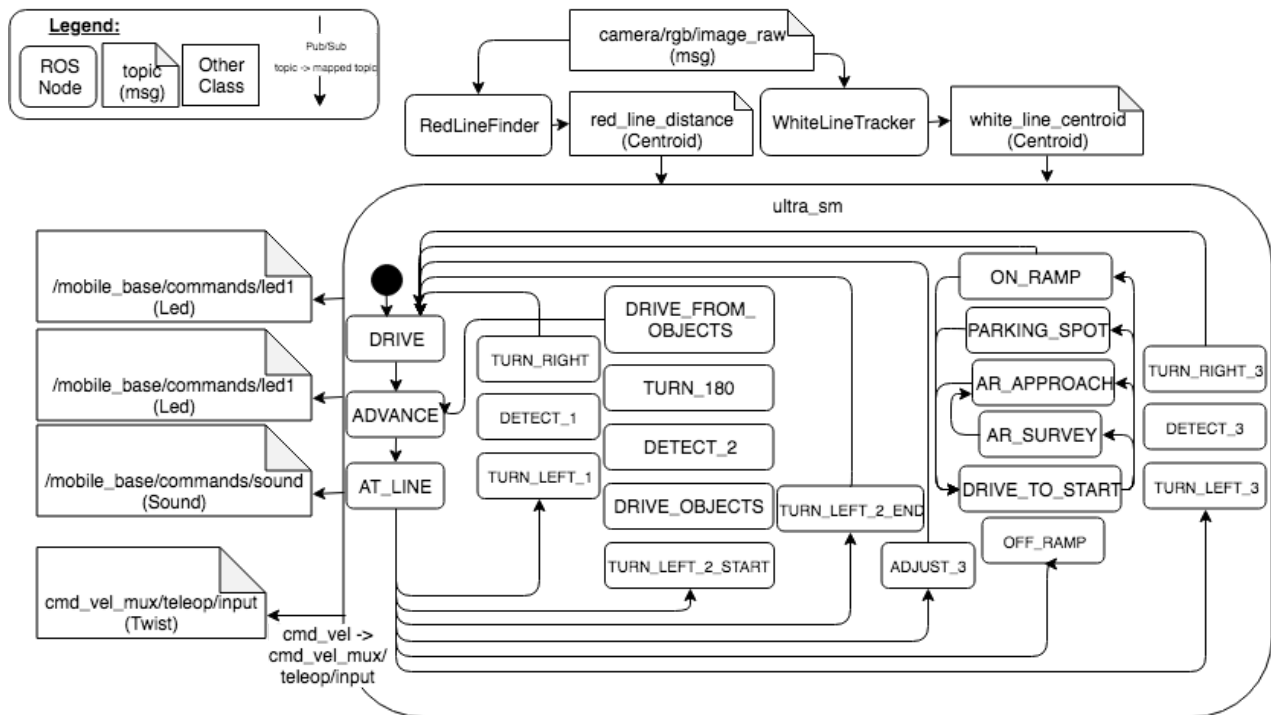 Legend:
ROS
Node
topic
(msg)
Other
Class
Pub/Sub
topic -> mapped topic
camera/rgb/image_raw
(msg)
RedLineFinder
red_line_distance
(Centroid)
WhiteLineTracker
white_line_centroid
(Centroid)
ultra_sm
/mobile_base/commands/led1
(Led)
/mobile_base/commands/led1
(Led)
/mobile_base/commands/sound
(Sound)
cmd_vel_mux/teleop/input
(Twist)
cmd_vel ->
cmd_vel_mux/
teleop/input
DRIVE
ADVANCE
AT_LINE
TURN_RIGHT
DETECT_1
TURN_LEFT_1
DRIVE_FROM_
OBJECTS
TURN_180
DETECT_2
DRIVE_OBJECTS
TURN_LEFT_2_START
TURN_LEFT_2_END
ADJUST_3
ON_RAMP
PARKING_SPOT
AR_APPROACH
AR_SURVEY
DRIVE_TO_START
OFF_RAMP
TURN_RIGHT_3
DETECT_3
TURN_LEFT_3